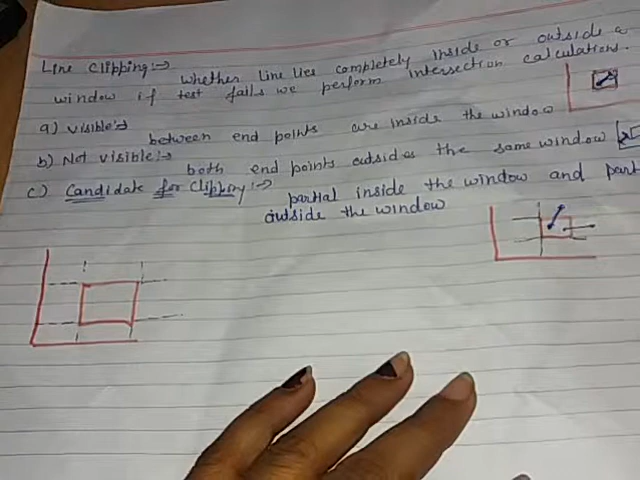 Line Clipping :→
whether line lies completely inside or outside a
window if test fails we perform intersection calculations.
a) Visible :→
between end points are inside the window
b) Not visible :→
both end points outsides the same window
c) Candidate for Clipping :→
partial inside the window and part
outside the window